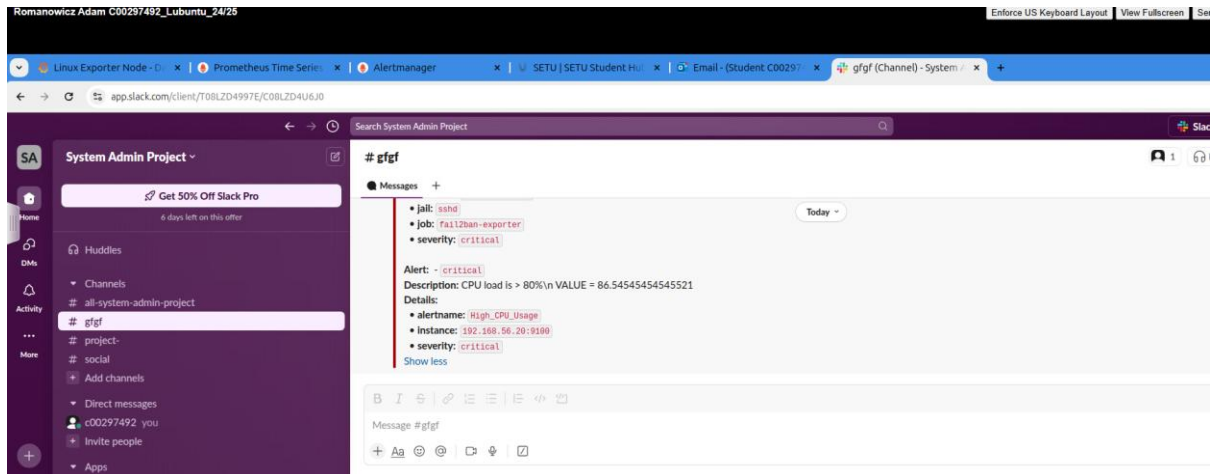 Romanowicz Adam C00297492_Lubuntu_24/25
Enforce US Keyboard Layout View Fullscreen
Linux Exporter Node - D
Prometheus Time Series
Alertmanager
SETU | SETU Student Hu
Email - (Student C00297
gfgf (Channel) - System
app.slack.com/client/T08LZD4997E/C08LZD4U6J0
Search System Admin Project
SA
Home
DMs
Activity
More
System Admin Project
Get 50% Off Slack Pro
6 days left on this offer
Huddles
Channels
# all-system-admin-project
# gfgf
# project-
# social
+ Add channels
Direct messages
c00297492 you
+ Invite people
Apps
# gfgf
1
Messages +
Today
• jail: sshd
• job: fail2ban-exporter
• severity: critical
Alert: - critical
Description: CPU load is > 80%\n VALUE = 86.54545454545521
Details:
• alertname: High_CPU_Usage
• instance: 192.168.56.20:9100
• severity: critical
Show less
Message #gfgf
Aa